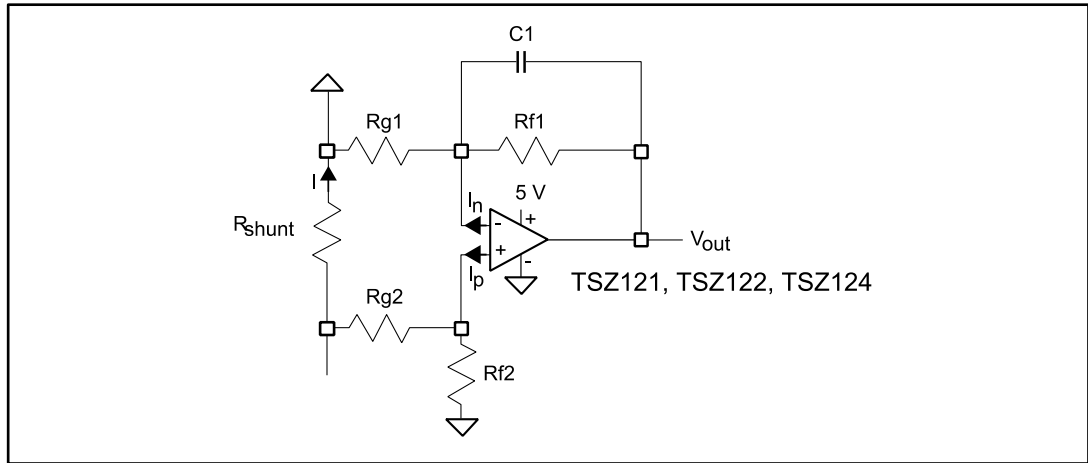 C1
Rg1
Rf1
I
Rshunt
In
5 V
+
-
+
-
Ip
Vout
TSZ121, TSZ122, TSZ124
Rg2
Rf2